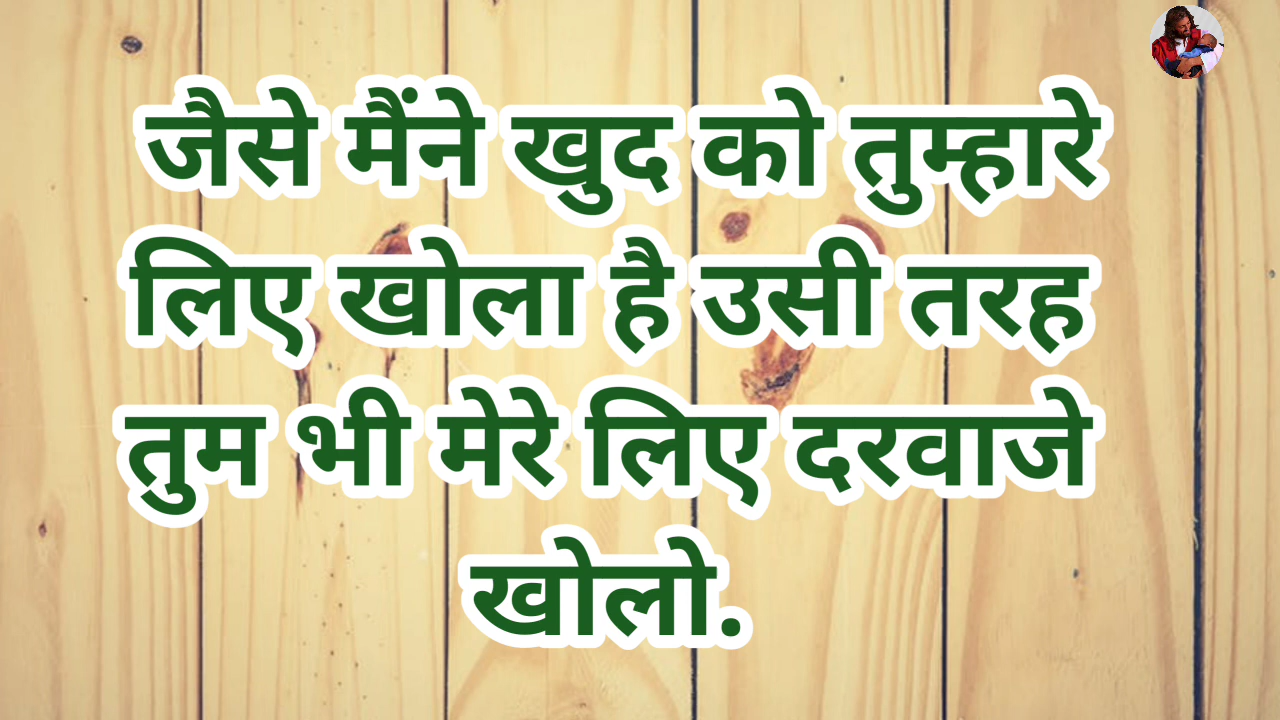 जैसे मैंने खुद को तुम्हारे
लिए खोला है उसी तरह
तुम भी मेरे लिए दरवाजे
खोलो.